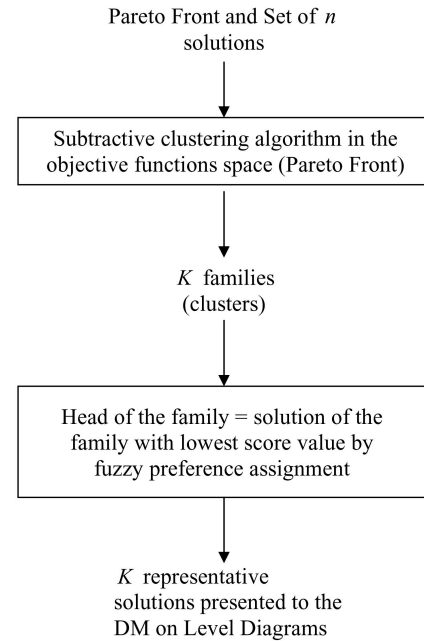 Pareto Front and Set of n
solutions
Subtractive clustering algorithm in the
objective functions space (Pareto Front)
K families
(clusters)
Head of the family = solution of the
family with lowest score value by
fuzzy preference assignment
K representative
solutions presented to the
DM on Level Diagrams